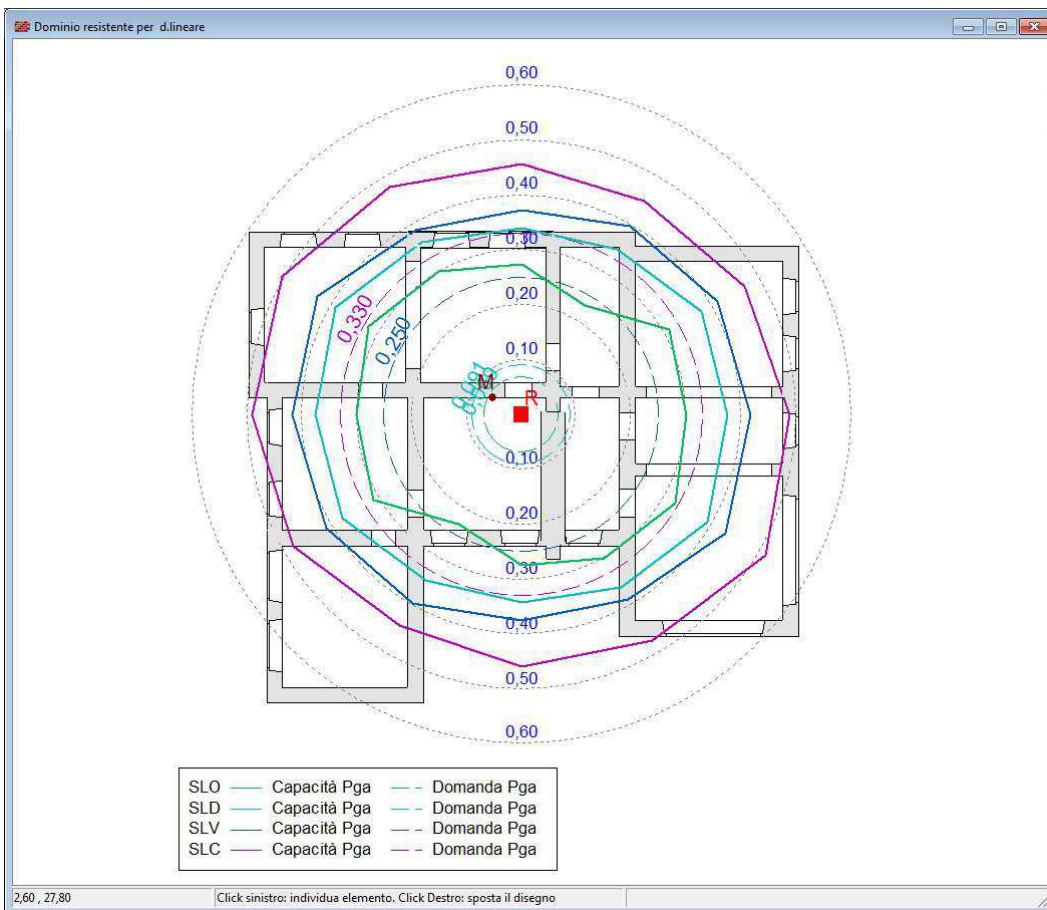 Dominio resistente per d.lineare
0,60
0,50
0,40
0,30
0,20
0,10
0,330
0,250
M
R
0,10
0,20
0,30
0,40
0,50
0,60
SLO Capacità Pga Domanda Pga
SLD Capacità Pga Domanda Pga
SLV Capacità Pga Domanda Pga
SLC Capacità Pga Domanda Pga
2,60 , 27,80 Click sinistro: individua elemento. Click Destro: sposta il disegno